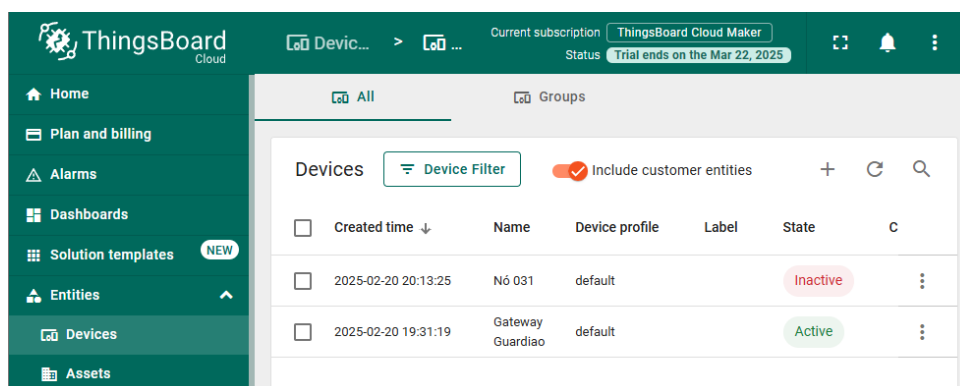 ThingsBoard
Cloud
Devic... > ...
Current subscription ThingsBoard Cloud Maker
Status Trial ends on the Mar 22, 2025
Home
Plan and billing
Alarms
Dashboards
Solution templates NEW
Entities
Devices
Assets
All Groups
Devices Device Filter Include customer entities
Created time Name Device profile Label State C
2025-02-20 20:13:25 Nó 031 default Inactive
2025-02-20 19:31:19 Gateway Guardiao default Active